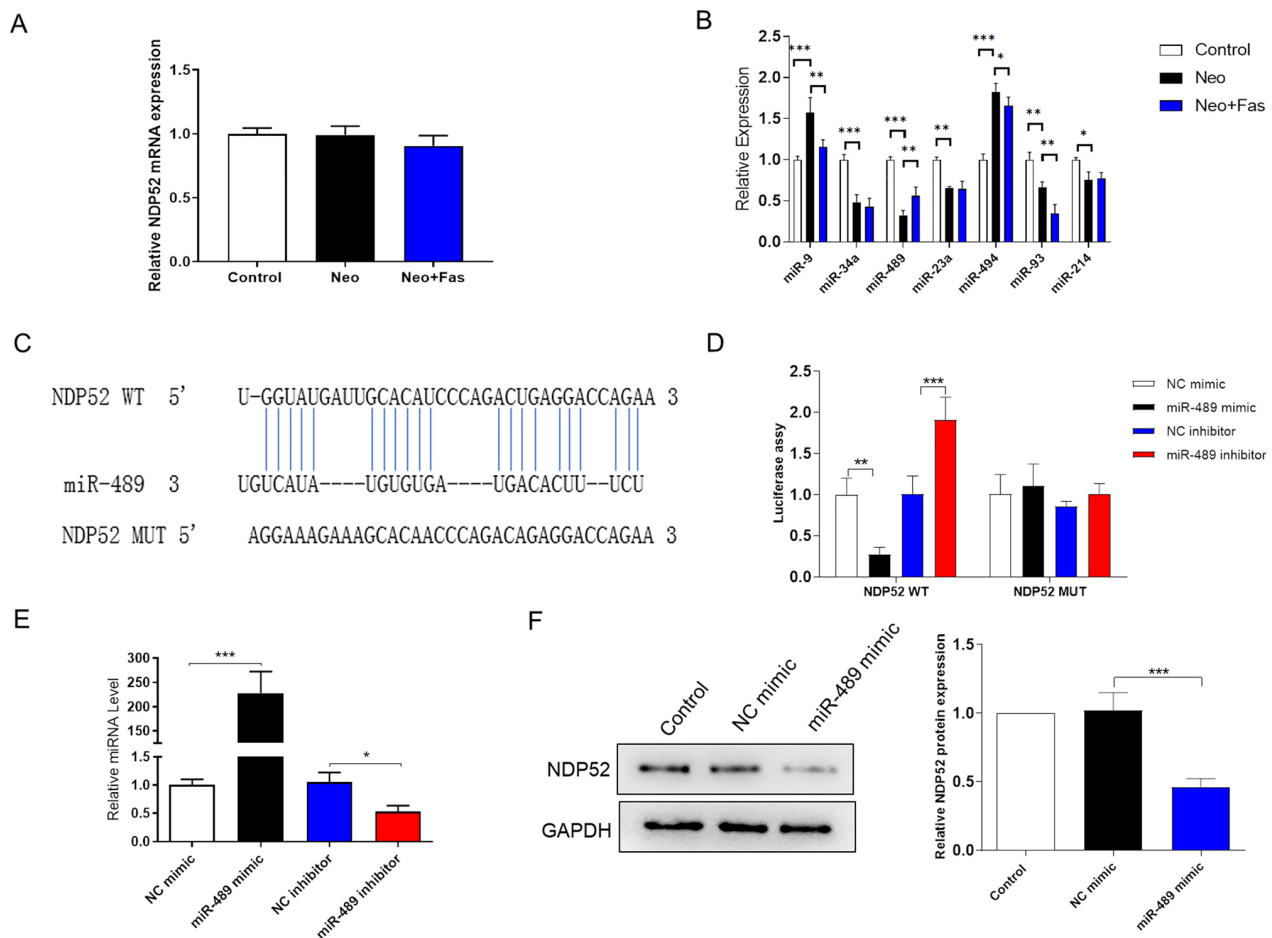 A
Relative NDP52 mRNA expression
1.5
1.0
0.5
0.0
Control Neo Neo+Fas
B
Relative Expression
2.5
2.0
1.5
1.0
0.5
0.0
*** ** *** *** ** ** *** * ** ** *
miR-9 miR-34a miR-489 miR-23a miR-494 miR-93 miR-214
Control
Neo
Neo+Fas
C
NDP52 WT 5' U-GGUAUGAUUGCACAUCCCAGACUGAGGACCAGAA 3
miR-489 3 UGUCAUA----UGUGUGA----UGACACUU--UCU
NDP52 MUT 5' AGGAAAGAAAGCACAACCCAGACAGAGGACCAGAA 3
D
Luciferase assy
2.5
2.0
1.5
1.0
0.5
0.0
** ***
NDP52 WT NDP52 MUT
NC mimic
miR-489 mimic
NC inhibitor
miR-489 inhibitor
E
Relative miRNA Level
300
250
200
150
100
50
1.5
1.0
0.5
0.0
*** *
NC mimic miR-489 mimic NC inhibitor miR-489 inhibitor
F
Control NC mimic miR-489 mimic
NDP52
GAPDH
Relative NDP52 protein expression
1.5
1.0
0.5
0.0
***
Control NC mimic miR-489 mimic